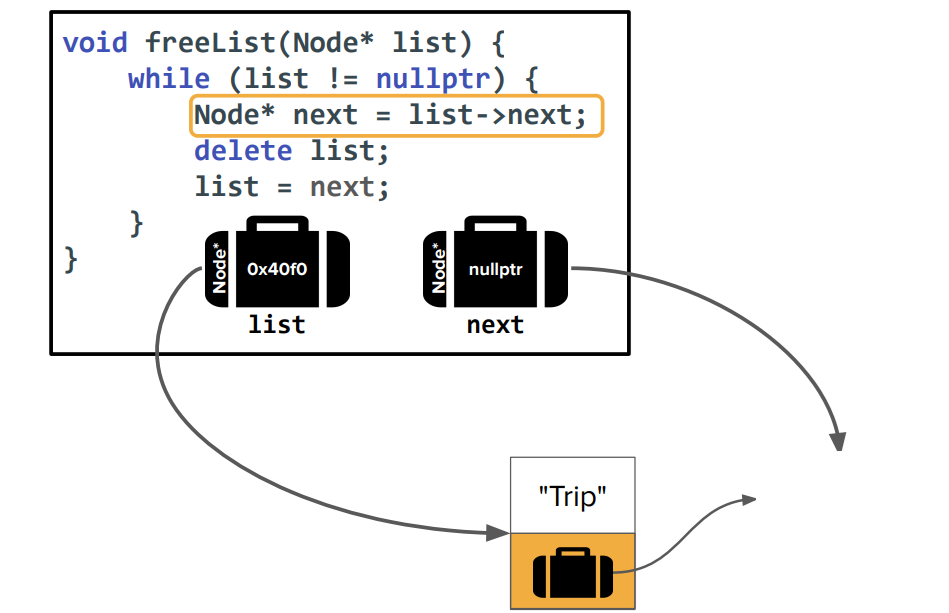 void freeList(Node* list) {
    while (list != nullptr) {
        Node* next = list->next;
        delete list;
        list = next;
    }
}
Node* 0x40f0
list
Node* nullptr
next
"Trip"